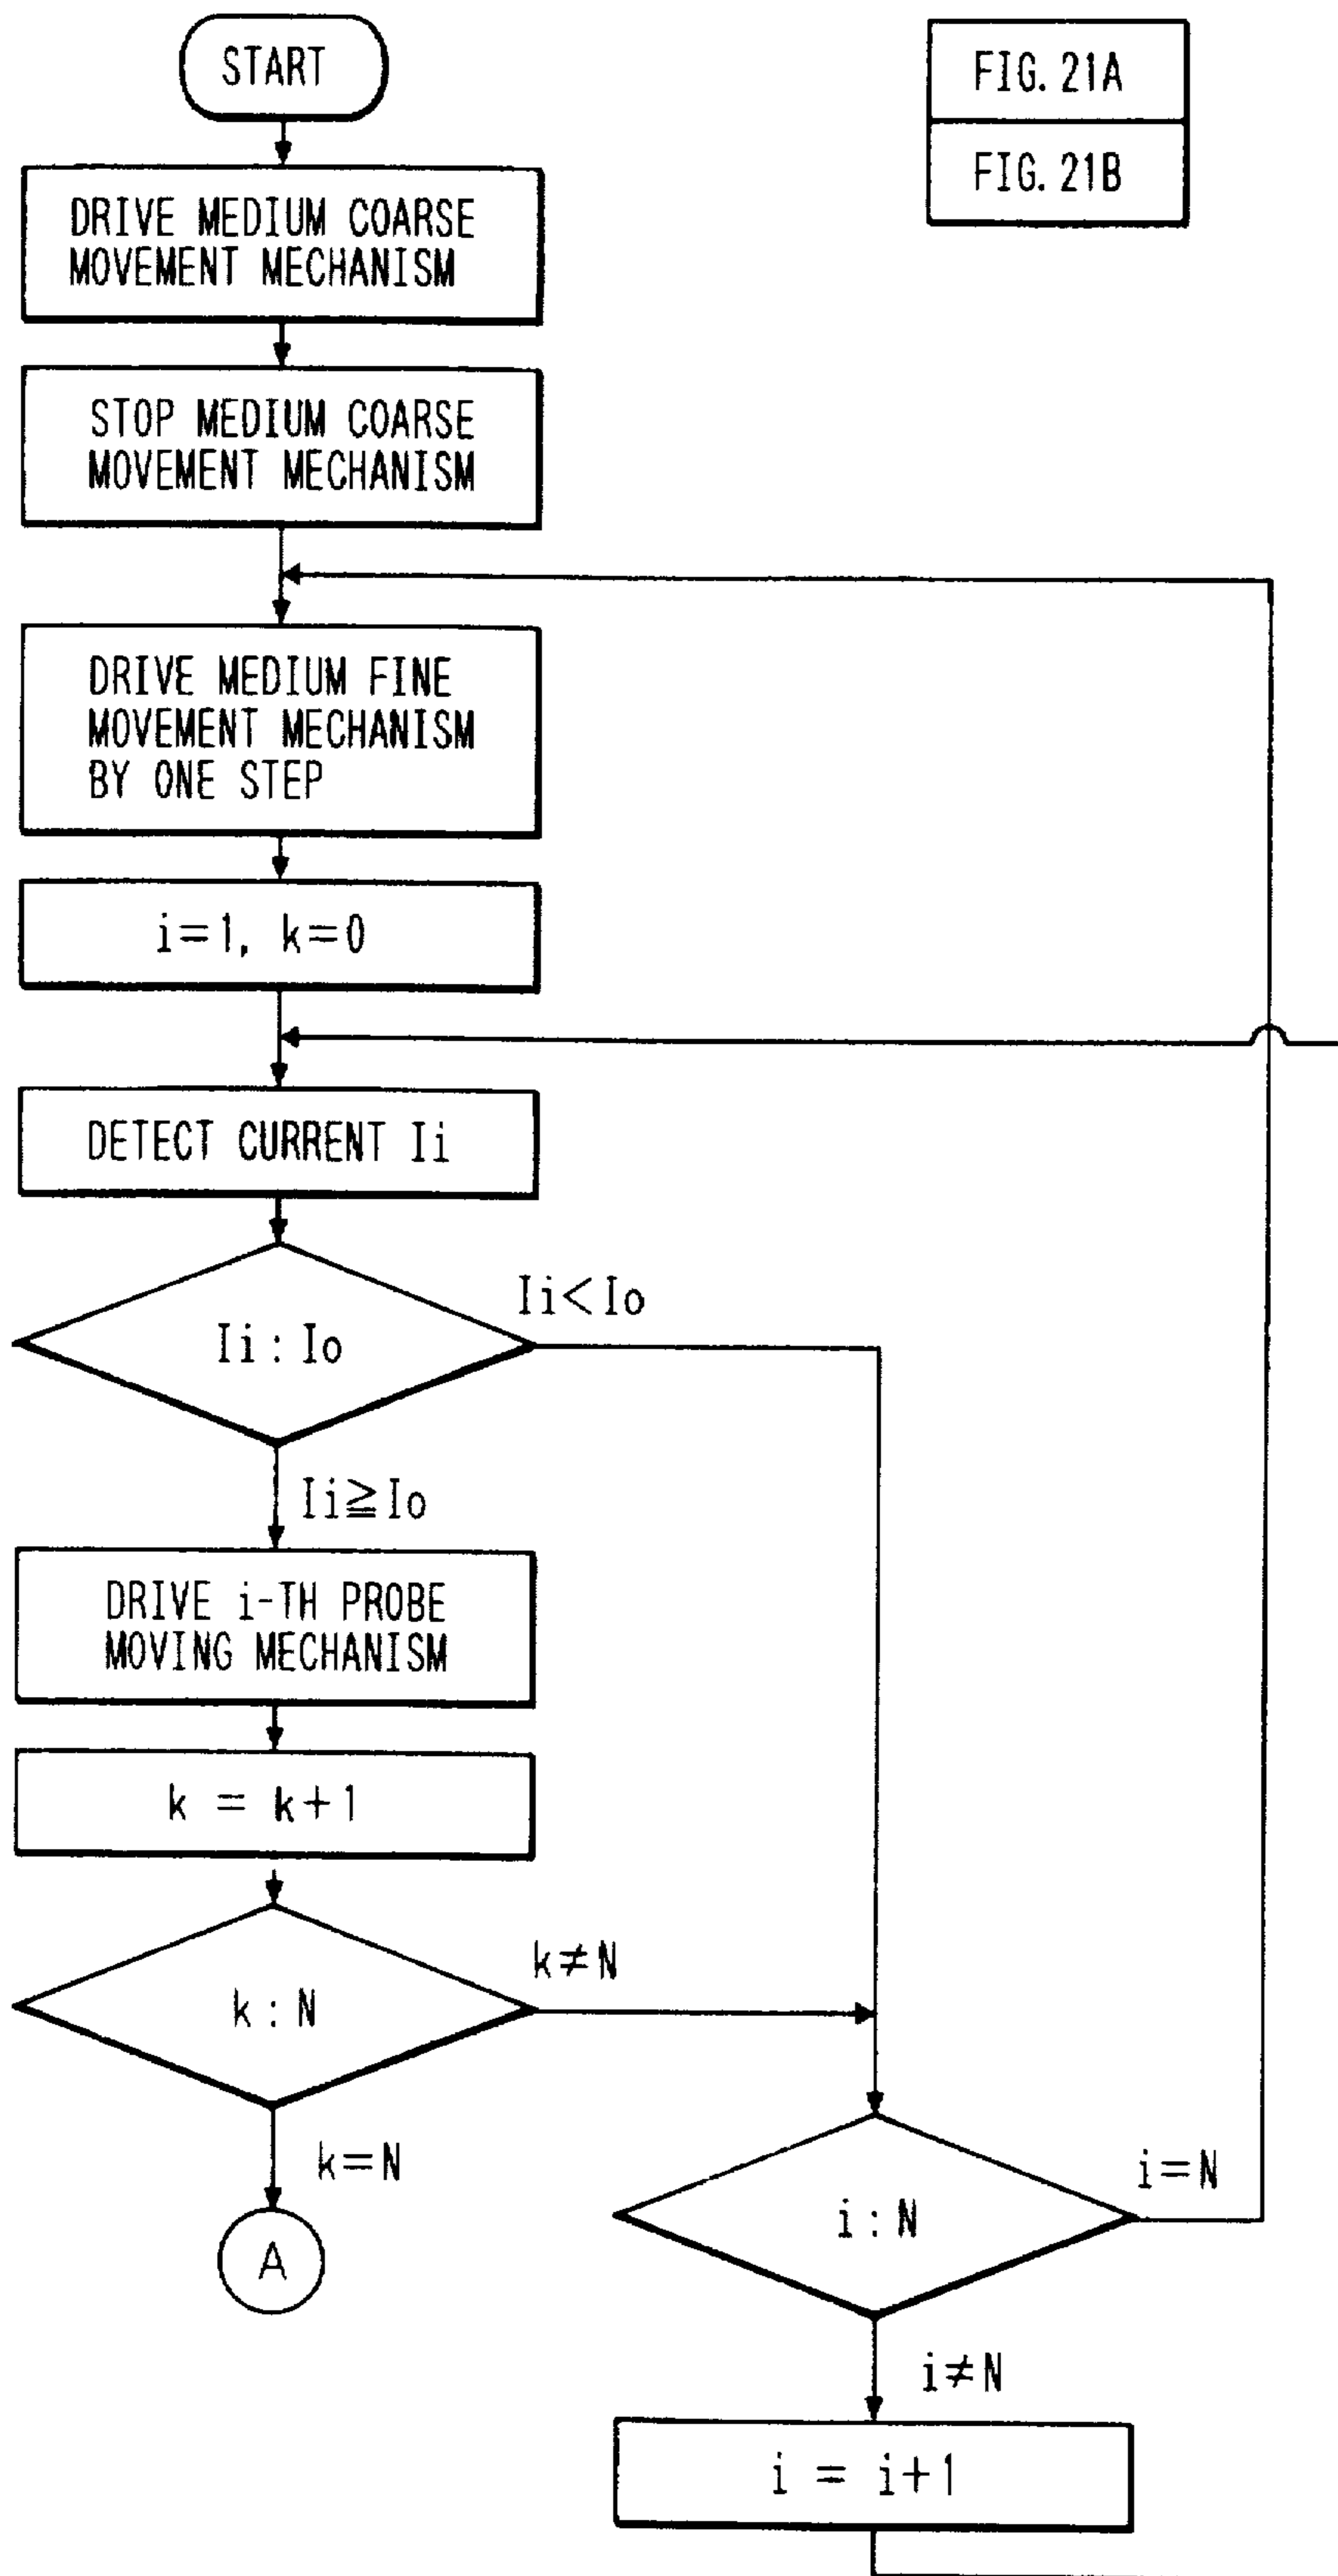 START
FIG. 21A
FIG. 21B
DRIVE MEDIUM COARSE
MOVEMENT MECHANISM
STOP MEDIUM COARSE
MOVEMENT MECHANISM
DRIVE MEDIUM FINE
MOVEMENT MECHANISM
BY ONE STEP
i=1, k=0
DETECT CURRENT Ii
Ii<Io
Ii : Io
Ii≧Io
DRIVE i-TH PROBE
MOVING MECHANISM
k = k+1
k≠N
k : N
k=N
i=N
i : N
A
i≠N
i = i+1